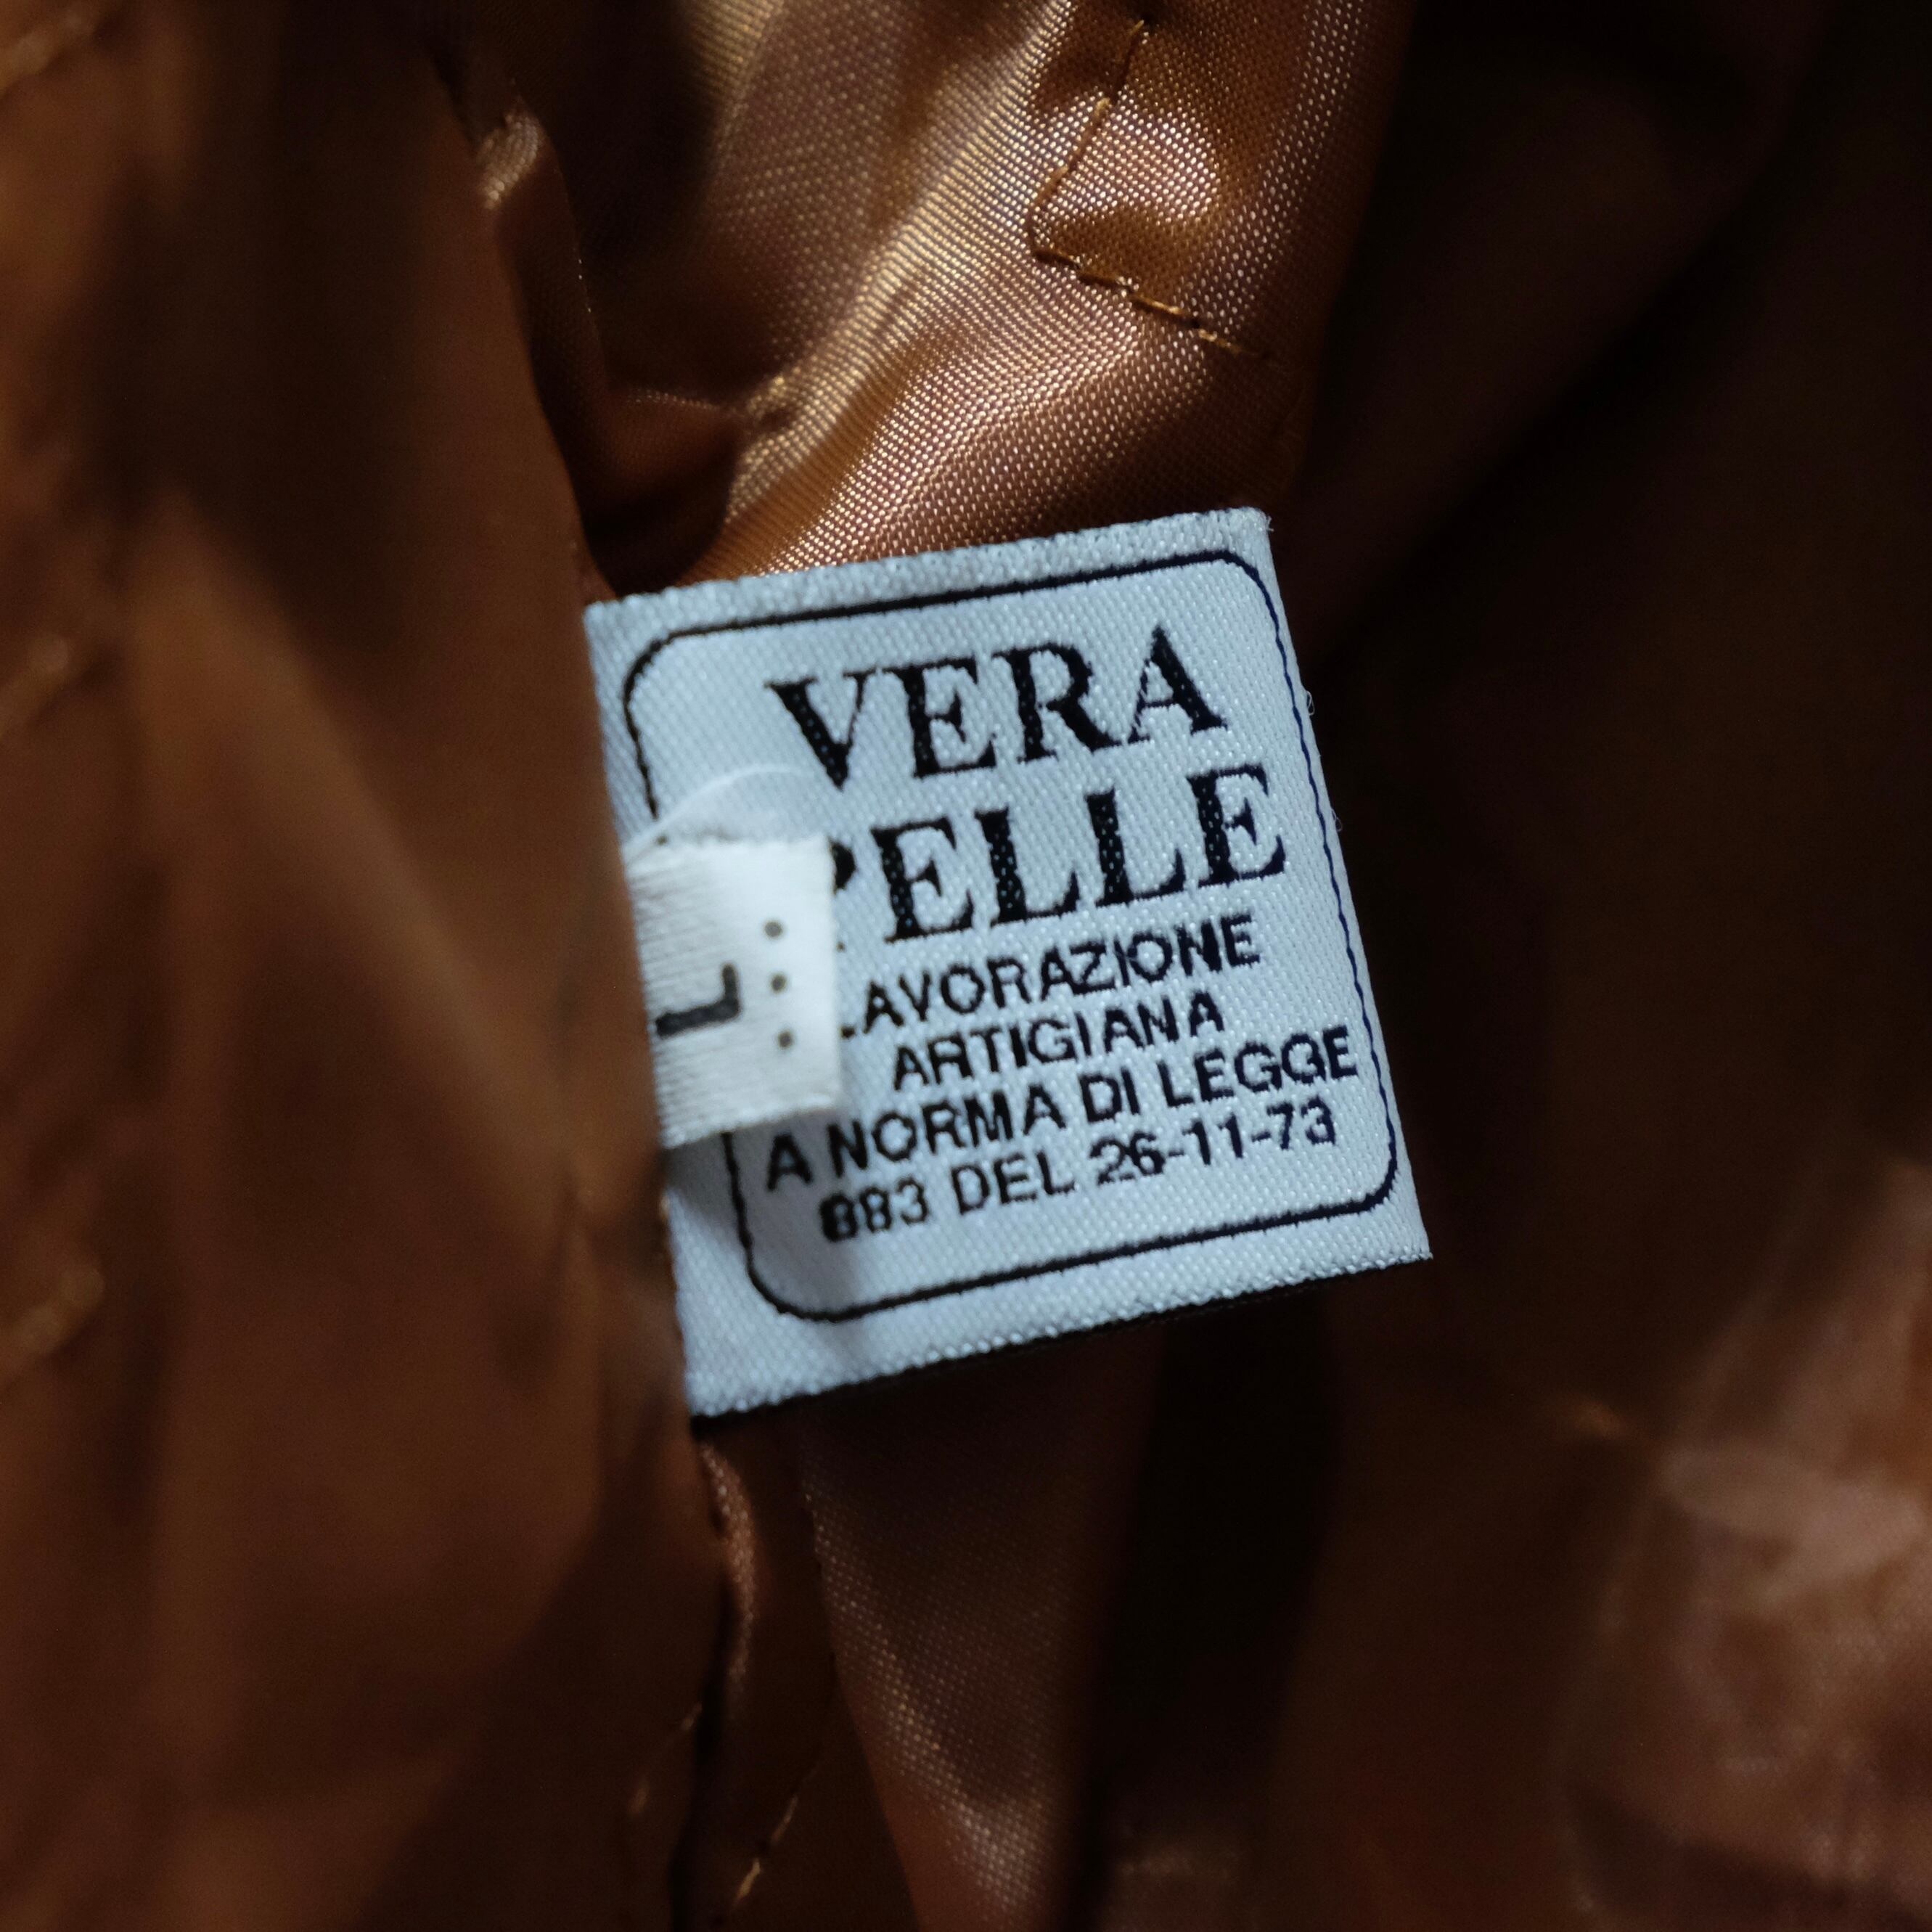 VERA
PELLE
LAVORAZIONE
ARTIGIANA
A NORMA DI LEGGE
883 DEL 26-11-73
L